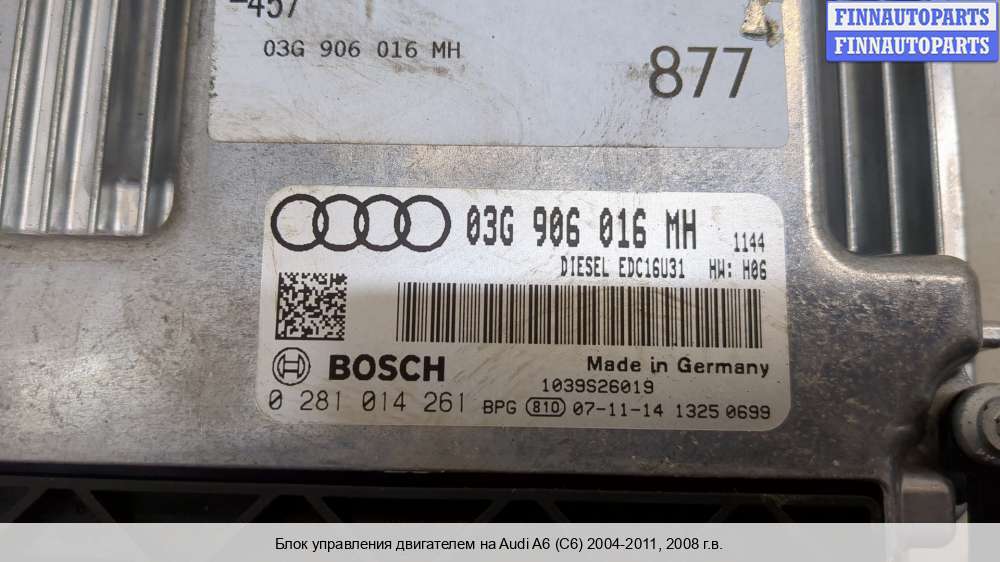 -457
03G 906 016 MH
877
FINNAUTOPARTS
FINNAUTOPARTS
03G 906 016 MH 1144
DIESEL EDC16U31 HW: H06
BOSCH Made in Germany
1039S26019
0 281 014 261 BPG 810 07-11-14 1325 0699
Блок управления двигателем на Audi A6 (C6) 2004-2011, 2008 г.в.